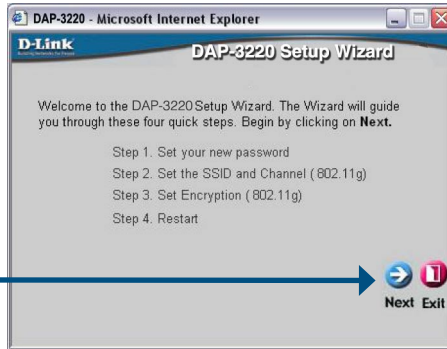 DAP-3220 - Microsoft Internet Explorer
D-Link
DAP-3220 Setup Wizard
Welcome to the DAP-3220 Setup Wizard. The Wizard will guide
you through these four quick steps. Begin by clicking on Next.
Step 1. Set your new password
Step 2. Set the SSID and Channel ( 802.11g)
Step 3. Set Encryption ( 802.11g)
Step 4. Restart
Next Exit